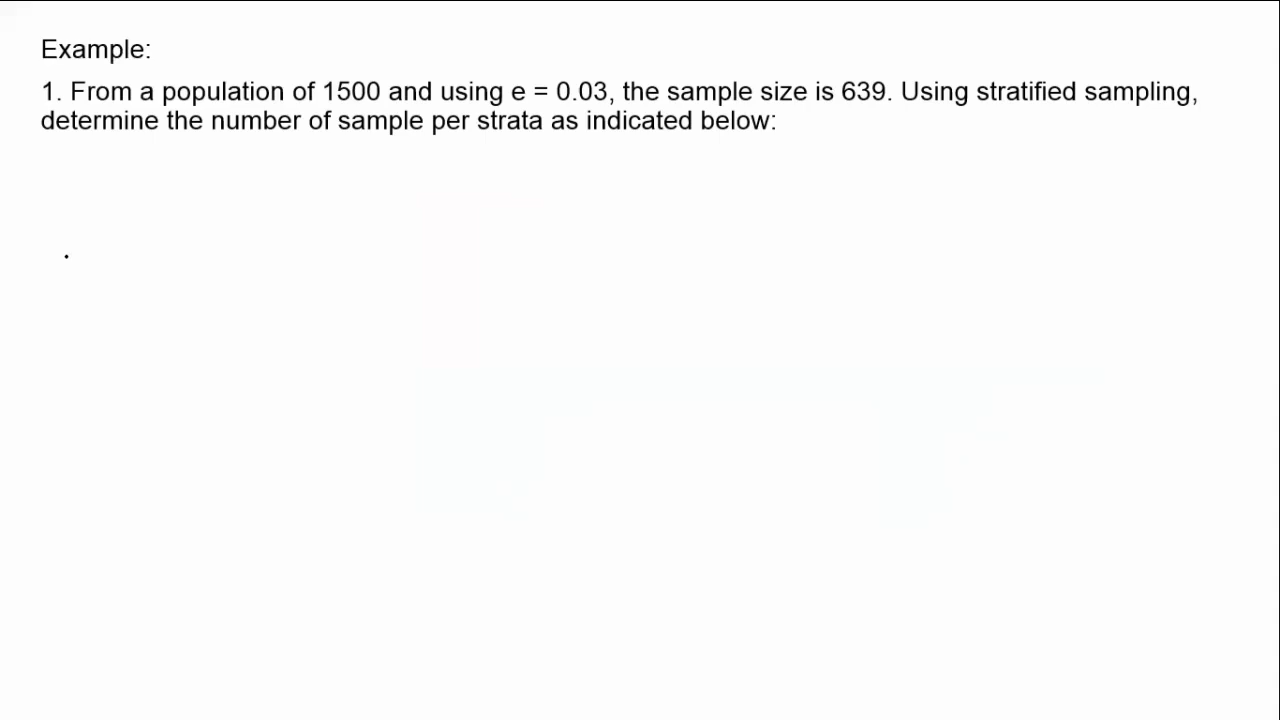 Example:
1. From a population of 1500 and using e = 0.03, the sample size is 639. Using stratified sampling,
determine the number of sample per strata as indicated below: